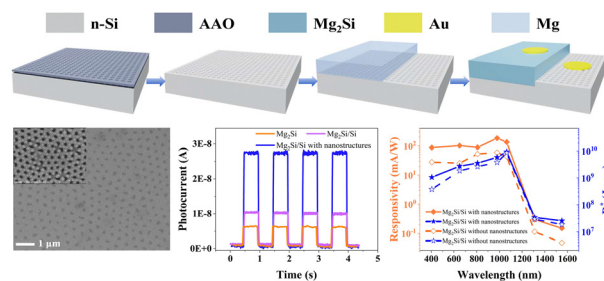 n-Si AAO Mg₂Si Au Mg
1 μm
Photocurrent (A)
3E-8
2E-8
1E-8
0E+0
Mg₂Si Mg₂Si/Si
Mg₂Si/Si with nanostructures
0 1 2 3 4 5
Time (s)
Responsivity (mA/W)
10²
10¹
10⁰
10⁻¹
Mg₂Si/Si with nanostructures
Mg₂Si/Si with nanostructures
Mg₂Si/Si without nanostructures
Mg₂Si/Si without nanostructures
10¹⁰
10⁹
10⁸
10⁷
400 600 800 1000 1200 1400 1600
Wavelength (nm)